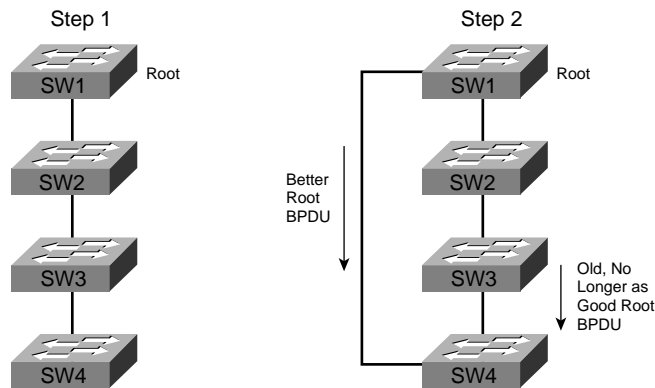 Step 1
SW1
Root
SW2
SW3
SW4
Step 2
SW1
Root
SW2
Better
Root
BPDU
SW3
Old, No
Longer as
Good Root
BPDU
SW4